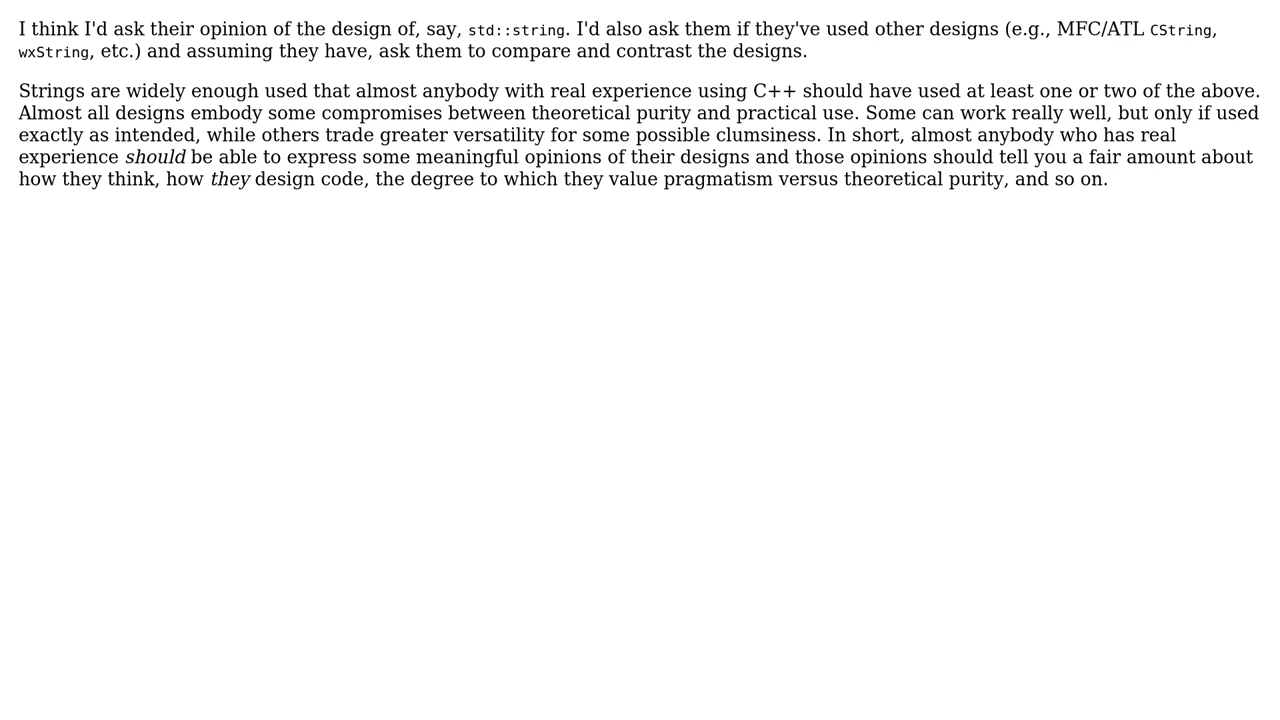 I think I'd ask their opinion of the design of, say, std::string. I'd also ask them if they've used other designs (e.g., MFC/ATL CString,
wxString, etc.) and assuming they have, ask them to compare and contrast the designs.
Strings are widely enough used that almost anybody with real experience using C++ should have used at least one or two of the above.
Almost all designs embody some compromises between theoretical purity and practical use. Some can work really well, but only if used
exactly as intended, while others trade greater versatility for some possible clumsiness. In short, almost anybody who has real
experience should be able to express some meaningful opinions of their designs and those opinions should tell you a fair amount about
how they think, how they design code, the degree to which they value pragmatism versus theoretical purity, and so on.